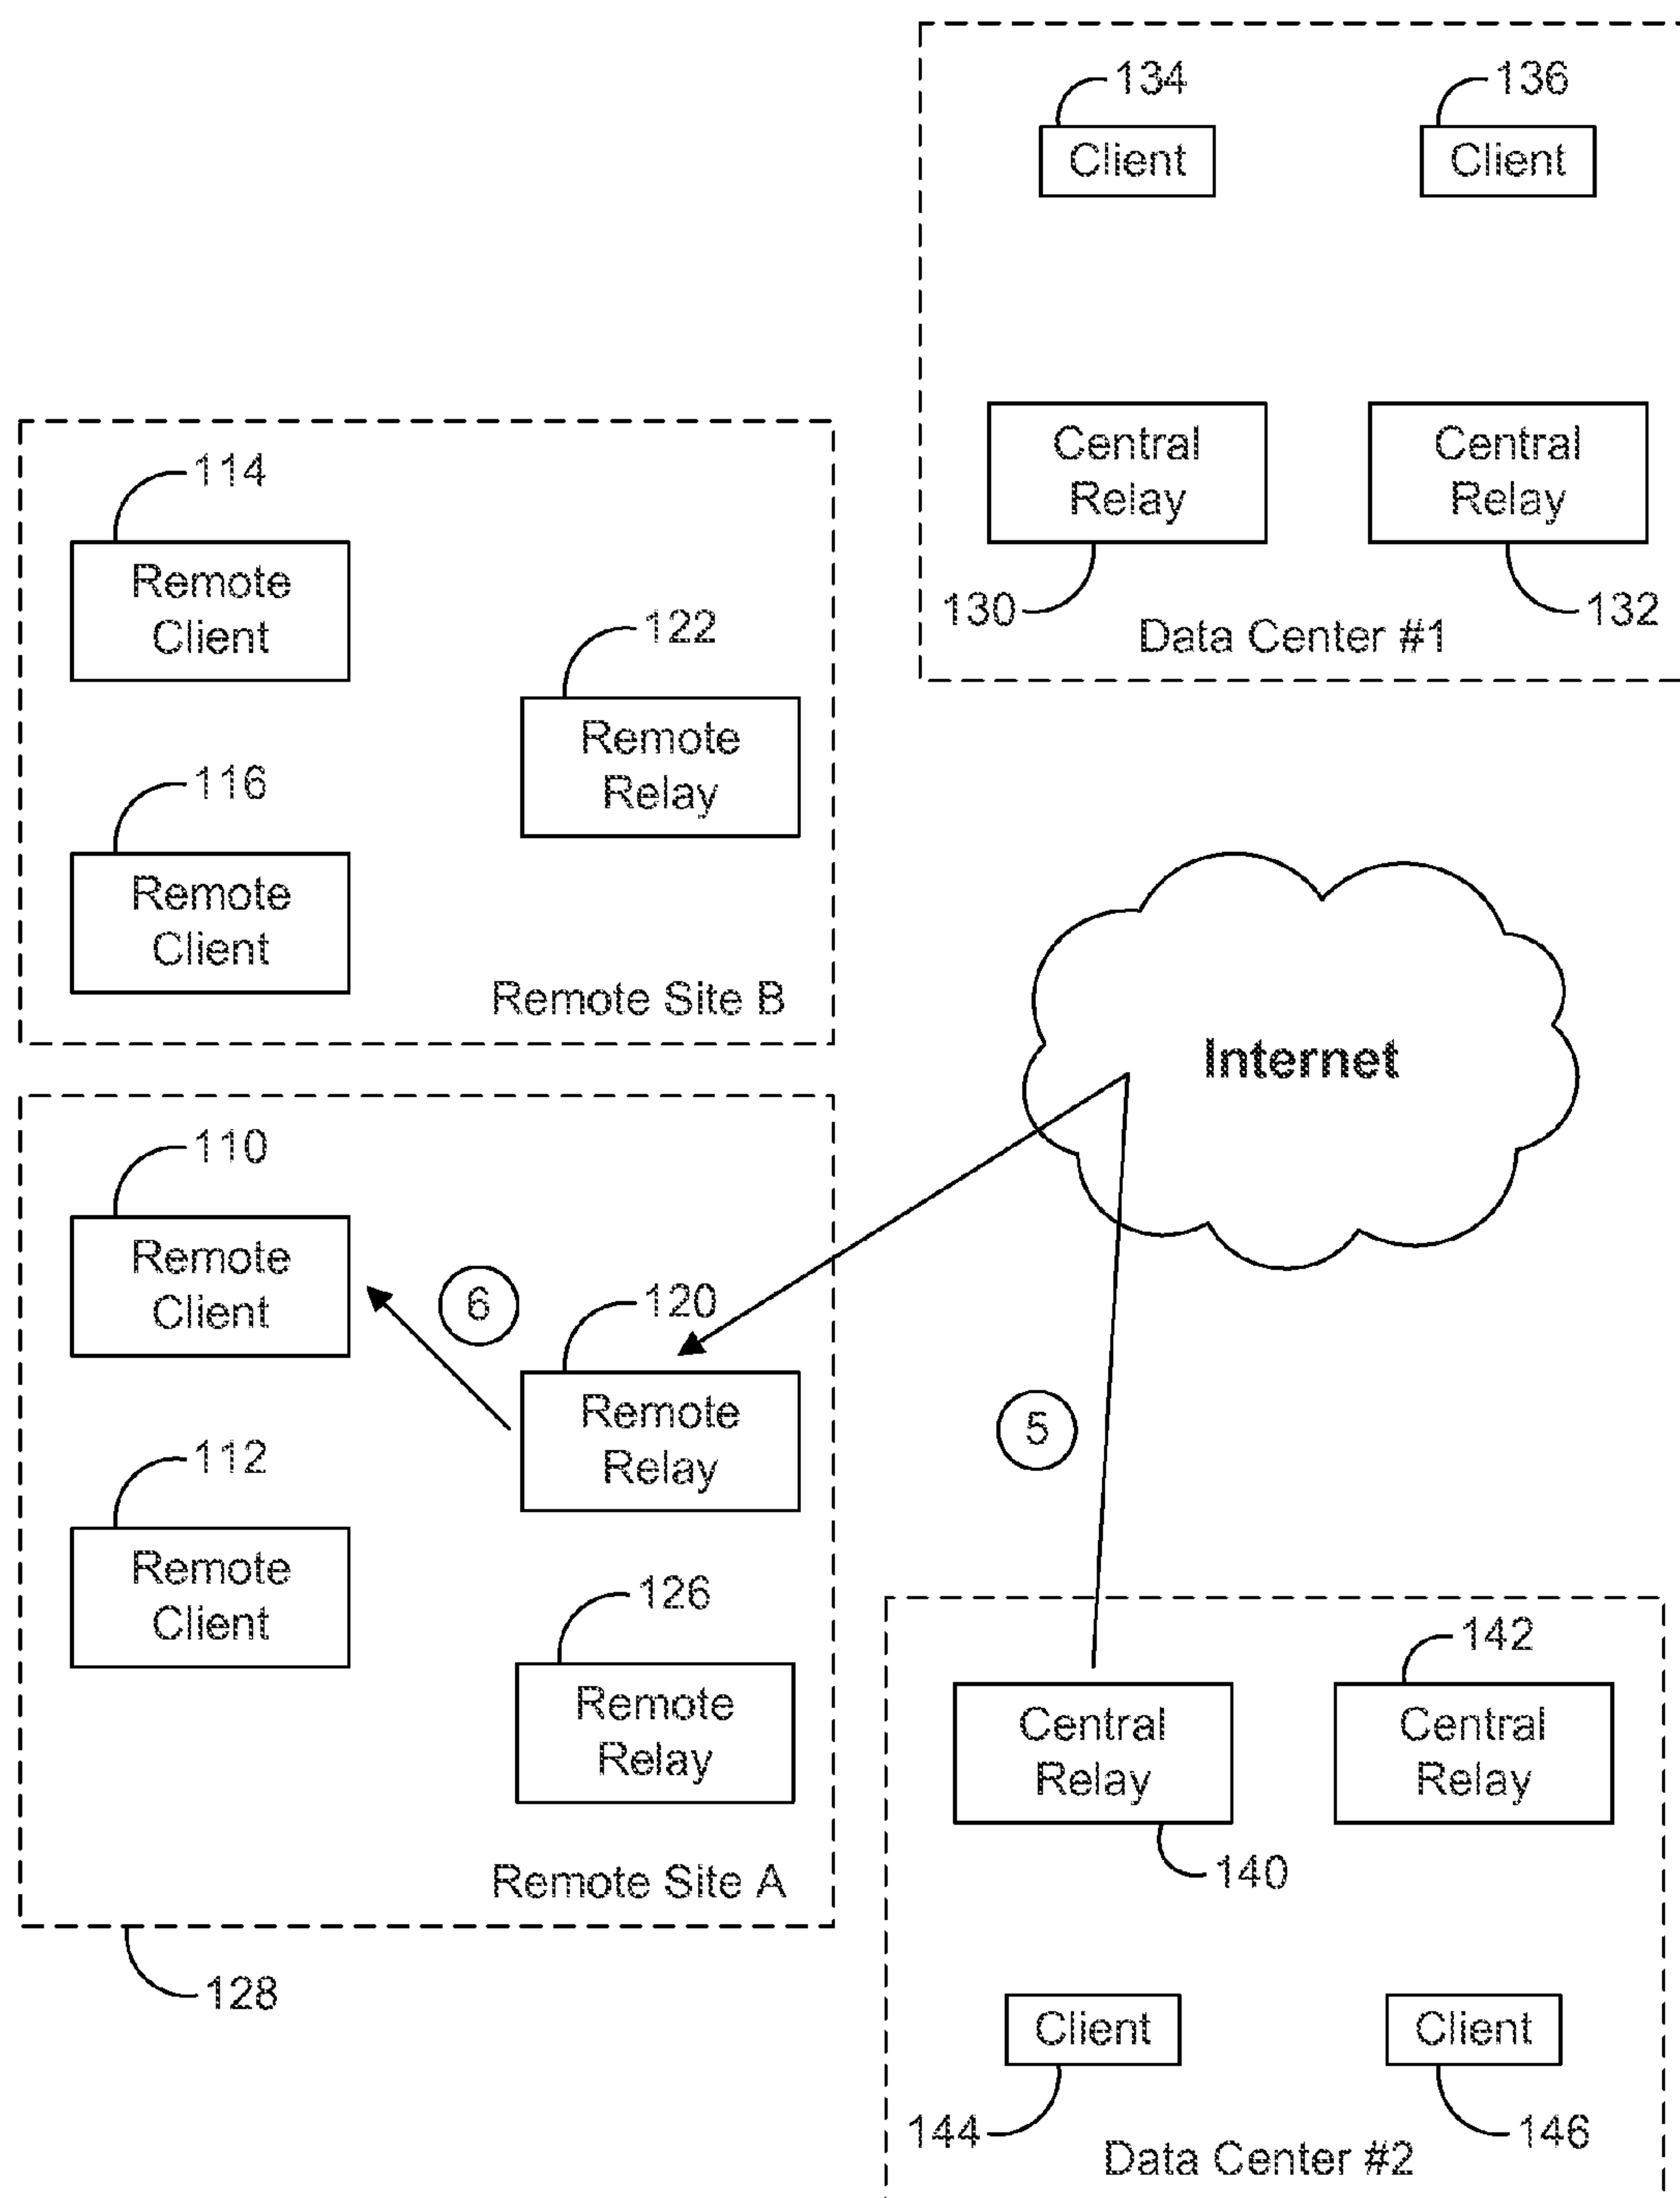 134
136
Client
Client
Central
Relay
Central
Relay
130
132
Data Center #1
114
Remote
Client
122
Remote
Relay
116
Remote
Client
Remote Site B
Internet
110
Remote
Client
6
120
Remote
Relay
5
112
Remote
Client
126
Remote
Relay
Remote Site A
128
142
Central
Relay
Central
Relay
140
Client
Client
144
146
Data Center #2